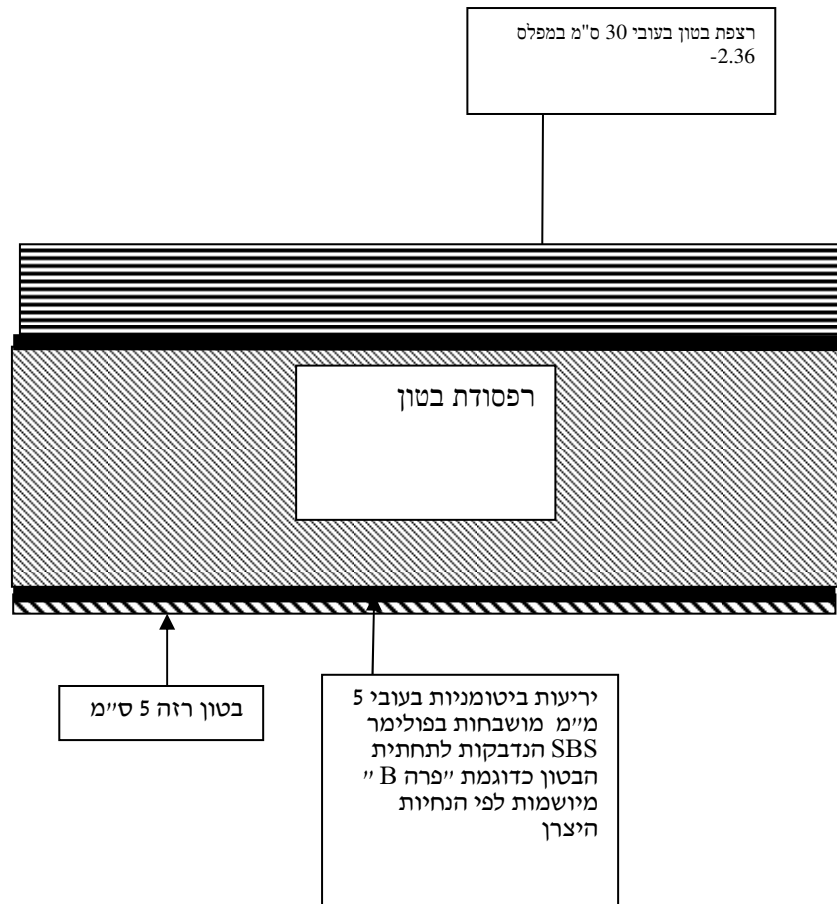 רצפת בטון בעובי 30 ס"מ במפלס
-2.36
רפסודת בטון
בטון רזה 5 ס״מ
יריעות ביטומניות בעובי 5
מ״מ מושבחות בפולימר
SBS הנדבקות לתחתית
הבטון כדוגמת ״פרה B ״
מיושמות לפי הנחיות
היצרן